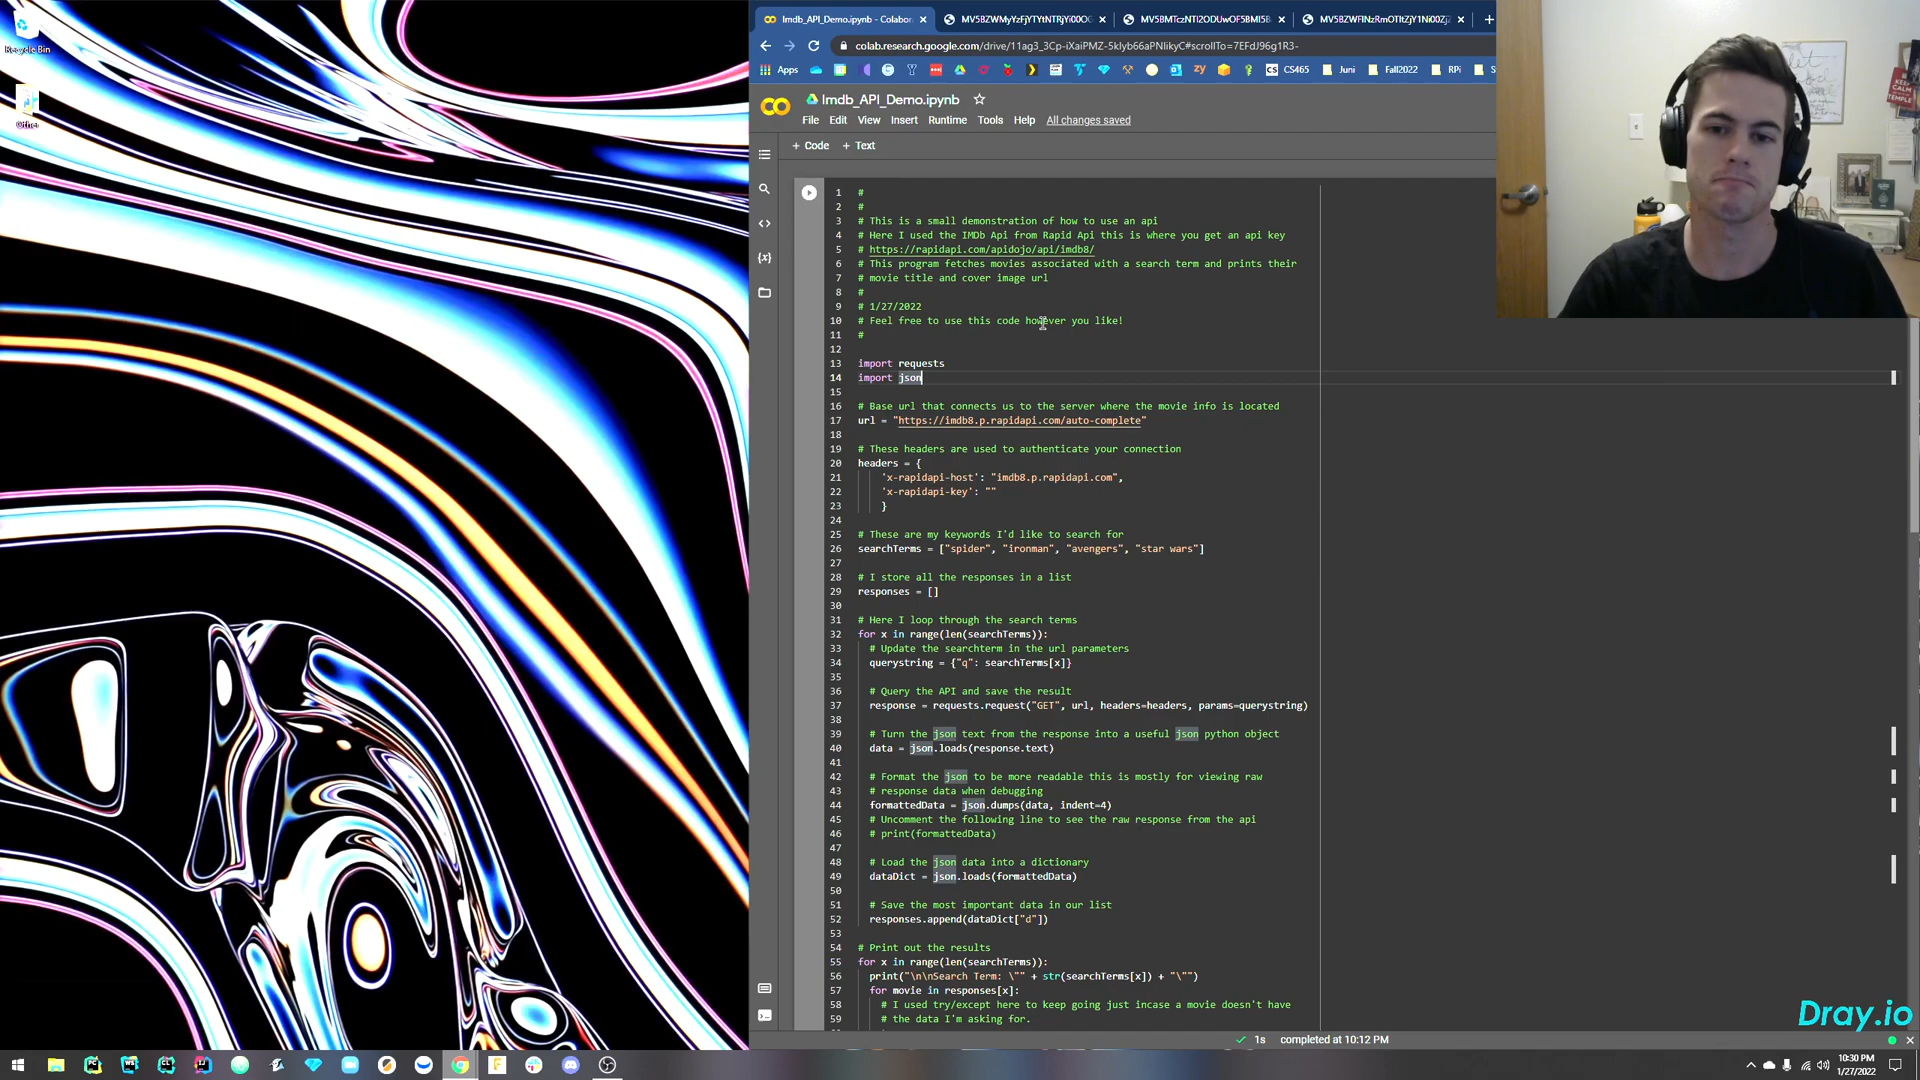 Recycle Bin
Other
Imdb_API_Demo.ipynb - Colabor
MV5BMTczNTI2ODUwOF5BMl5B
colab.research.google.com/drive/11ag3_3Cp-iXaiPMZ-5klyb66aPNlikyC#scrollTo=7EFdJ96g1R3-
Apps
CS465
Juni
Fall2022
RPi
Imdb_API_Demo.ipynb
File Edit View Insert Runtime Tools Help All changes saved
+ Code + Text
1 #
2 #
3 # This is a small demonstration of how to use an api
4 # Here I used the IMDb Api from Rapid Api this is where you get an api key
5 # https://rapidapi.com/apidojo/api/imdb8/
6 # This program fetches movies associated with a search term and prints their
7 # movie title and cover image url
8 #
9 # 1/27/2022
10 # Feel free to use this code however you like!
11 #
12
13 import requests
14 import json
15
16 # Base url that connects us to the server where the movie info is located
17 url = "https://imdb8.p.rapidapi.com/auto-complete"
18
19 # These headers are used to authenticate your connection
20 headers = {
21 'x-rapidapi-host': "imdb8.p.rapidapi.com",
22 'x-rapidapi-key': ""
23 }
24
25 # These are my keywords I'd like to search for
26 searchTerms = ["spider", "ironman", "avengers", "star wars"]
27
28 # I store all the responses in a list
29 responses = []
30
31 # Here I loop through the search terms
32 for x in range(len(searchTerms)):
33 # Update the searchterm in the url parameters
34 querystring = {"q": searchTerms[x]}
35
36 # Query the API and save the result
37 response = requests.request("GET", url, headers=headers, params=querystring)
38
39 # Turn the json text from the response into a useful json python object
40 data = json.loads(response.text)
41
42 # Format the json to be more readable this is mostly for viewing raw
43 # response data when debugging
44 formattedData = json.dumps(data, indent=4)
45 # Uncomment the following line to see the raw response from the api
46 # print(formattedData)
47
48 # Load the json data into a dictionary
49 dataDict = json.loads(formattedData)
50
51 # Save the most important data in our list
52 responses.append(dataDict["d"])
53
54 # Print out the results
55 for x in range(len(searchTerms)):
56 print("\n\nSearch Term: \"" + str(searchTerms[x]) + "\"")
57 for movie in responses[x]:
58 # I used try/except here to keep going just incase a movie doesn't have
59 # the data I'm asking for.
1s completed at 10:12 PM
Dray.io
10:30 PM
1/27/2022